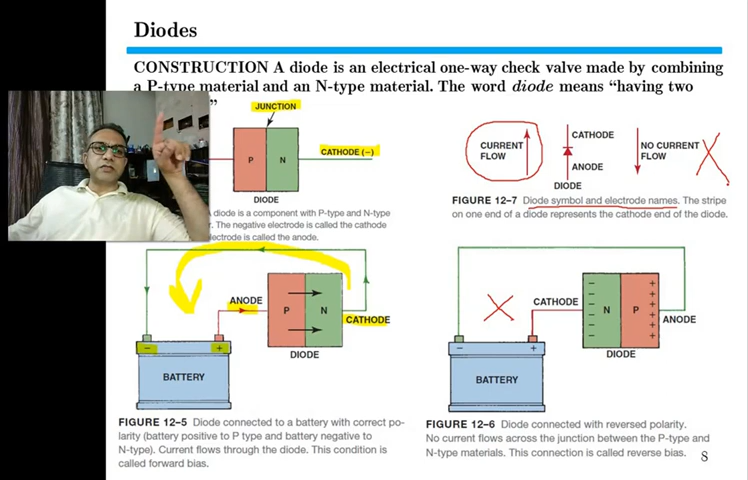 Diodes
CONSTRUCTION A diode is an electrical one-way check valve made by combining
a P-type material and an N-type material. The word diode means “having two
”
JUNCTION
P N
CATHODE (−)
DIODE
A diode is a component with P-type and N-type
r. The negative electrode is called the cathode
electrode is called the anode.
CURRENT
FLOW
CATHODE
ANODE
DIODE
NO CURRENT
FLOW
FIGURE 12–7 Diode symbol and electrode names. The stripe
on one end of a diode represents the cathode end of the diode.
ANODE
P N
CATHODE
DIODE
− +
BATTERY
FIGURE 12–5 Diode connected to a battery with correct po-
larity (battery positive to P type and battery negative to
N-type). Current flows through the diode. This condition is
called forward bias.
CATHODE
N P
ANODE
DIODE
− +
BATTERY
FIGURE 12–6 Diode connected with reversed polarity.
No current flows across the junction between the P-type and
N-type materials. This connection is called reverse bias.
8